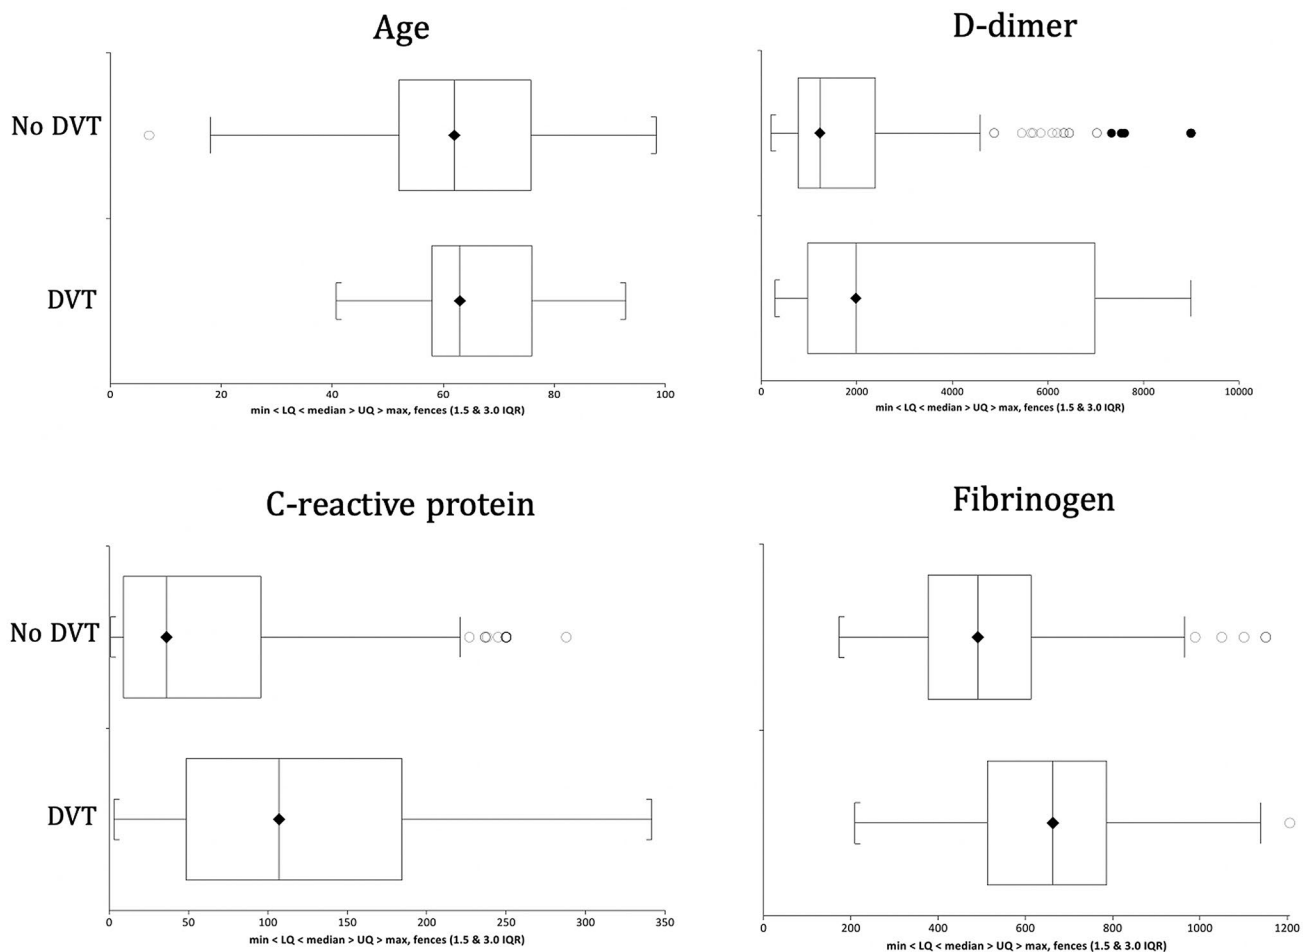 Age
No DVT
DVT
0 20 40 60 80 100
min < LQ < median > UQ > max, fences (1.5 & 3.0 IQR)
D-dimer
0 2000 4000 6000 8000 10000
min < LQ < median > UQ > max, fences (1.5 & 3.0 IQR)
C-reactive protein
No DVT
DVT
0 50 100 150 200 250 300 350
min < LQ < median > UQ > max, fences (1.5 & 3.0 IQR)
Fibrinogen
0 200 400 600 800 1000 1200
min < LQ < median > UQ > max, fences (1.5 & 3.0 IQR)